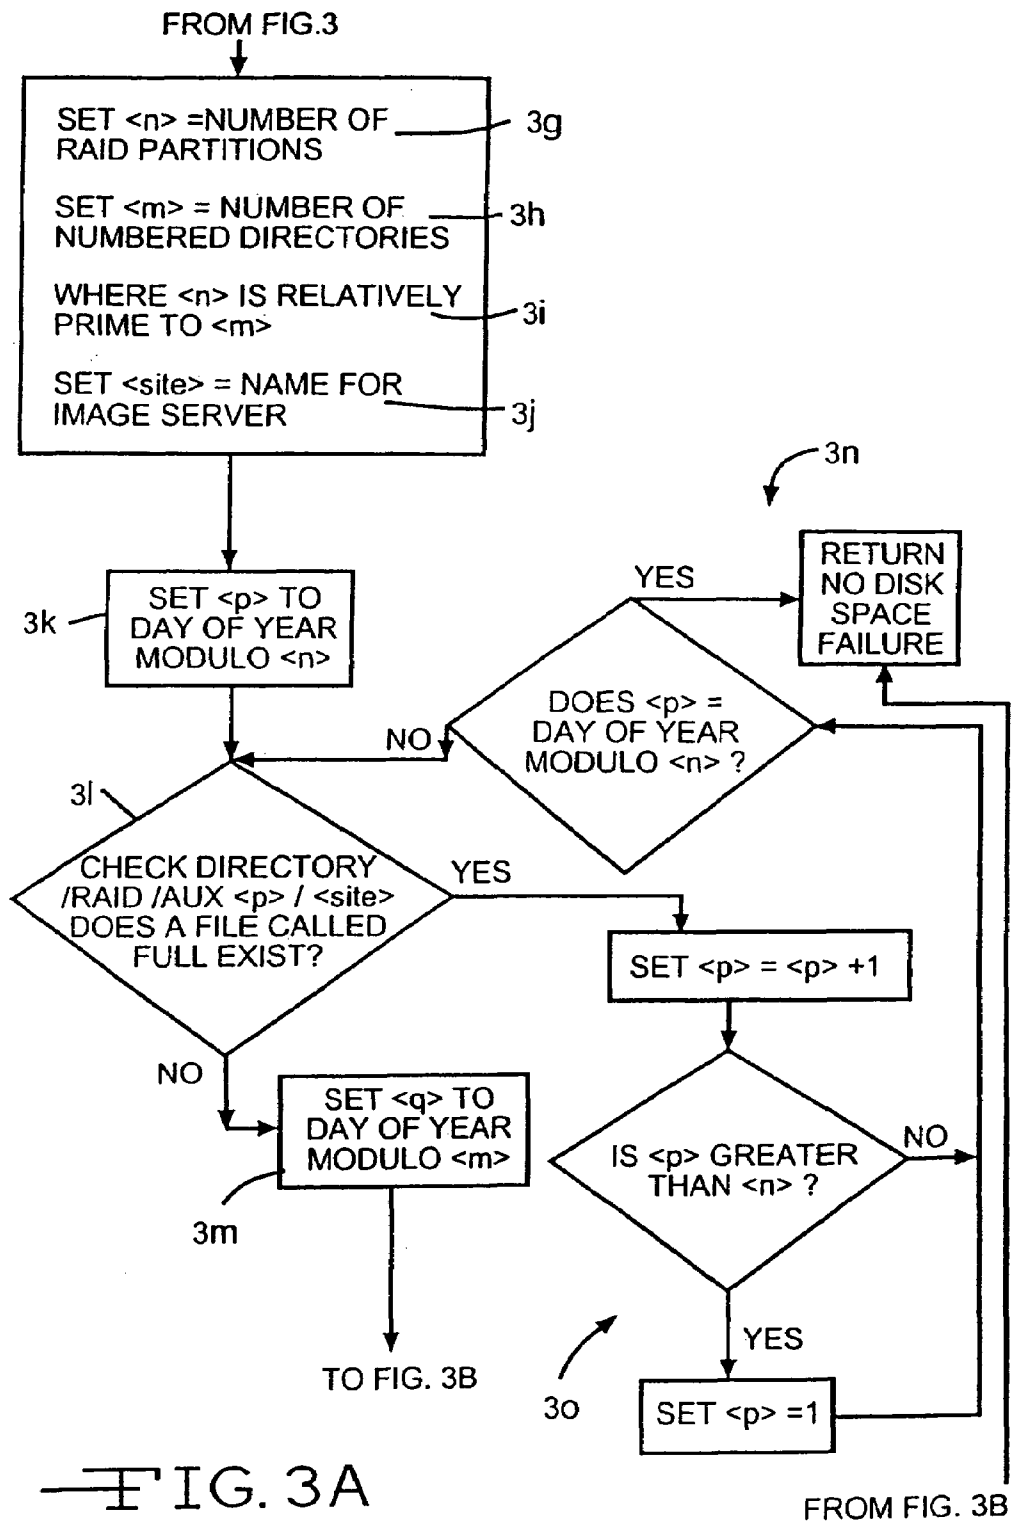 FROM FIG.3
SET <n> =NUMBER OF
RAID PARTITIONS
3g
SET <m> = NUMBER OF
NUMBERED DIRECTORIES
3h
WHERE <n> IS RELATIVELY
PRIME TO <m>
3i
SET <site> = NAME FOR
IMAGE SERVER
3j
3n
RETURN
NO DISK
SPACE
FAILURE
YES
3k
SET <p> TO
DAY OF YEAR
MODULO <n>
DOES <p> =
DAY OF YEAR
MODULO <n> ?
NO
3l
CHECK DIRECTORY
/RAID /AUX <p> / <site>
DOES A FILE CALLED
FULL EXIST?
YES
SET <p> = <p> +1
NO
SET <q> TO
DAY OF YEAR
MODULO <m>
3m
IS <p> GREATER
THAN <n> ?
NO
YES
3o
TO FIG. 3B
SET <p> =1
FIG. 3A
FROM FIG. 3B